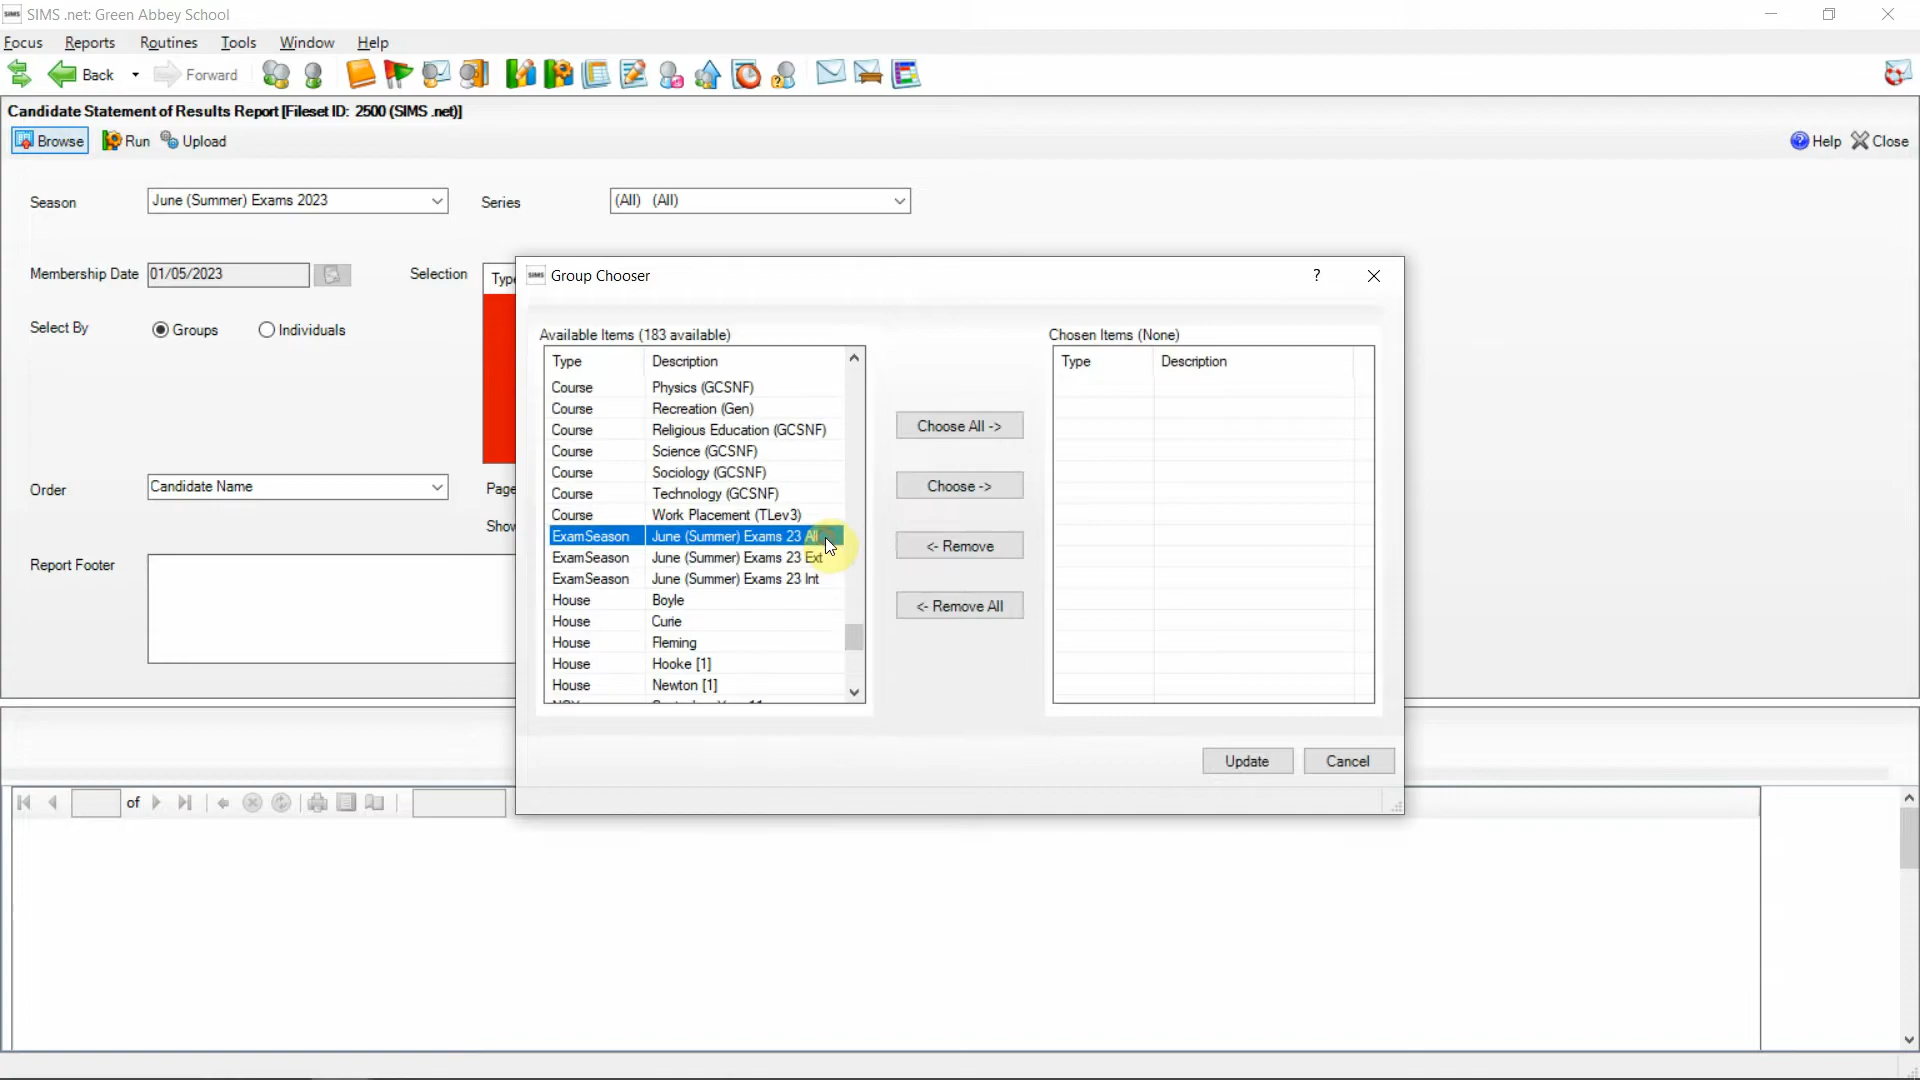 SIMS .net: Green Abbey School
Focus Reports Routines Tools Window Help
Back Forward
Candidate Statement of Results Report [Fileset ID: 2500 (SIMS .net)]
Browse Run Upload Help Close
Season June (Summer) Exams 2023 Series (All) (All)
Membership Date 01/05/2023 Selection Type
Select By Groups Individuals
Order Candidate Name Page
Show
Report Footer
SIMS Group Chooser ?
Available Items (183 available) Chosen Items (None)
Type Description Type Description
Course Physics (GCSNF)
Course Recreation (Gen)
Course Religious Education (GCSNF)
Course Science (GCSNF)
Course Sociology (GCSNF)
Course Technology (GCSNF)
Course Work Placement (TLev3)
ExamSeason June (Summer) Exams 23 All
ExamSeason June (Summer) Exams 23 Ext
ExamSeason June (Summer) Exams 23 Int
House Boyle
House Curie
House Fleming
House Hooke [1]
House Newton [1]
Choose All ->
Choose ->
<- Remove
<- Remove All
Update Cancel
of